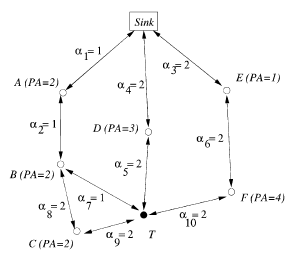 Sink
α1 = 1
α3 = 2
A (PA=2)
E (PA=1)
α4 = 2
α2 = 1
D (PA=3)
α6 = 2
B (PA=2)
α5 = 2
α7 = 1
α8 = 2
F (PA=4)
C (PA=2)
α9 = 2
T
α10 = 2